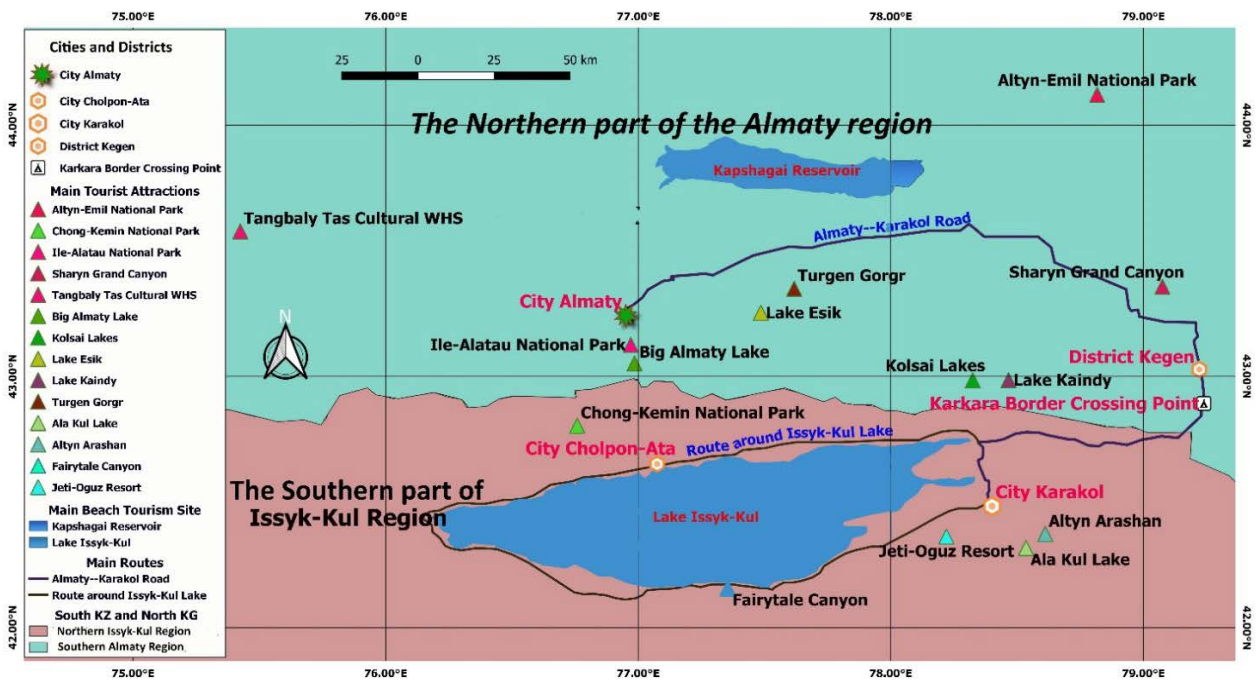 75.00°E 76.00°E 77.00°E 78.00°E 79.00°E
Cities and Districts
City Almaty
City Cholpon-Ata
City Karakol
District Kegen
Karkara Border Crossing Point
Main Tourist Attractions
Altyn-Emil National Park
Chong-Kemin National Park
Ile-Alatau National Park
Sharyn Grand Canyon
Tangbaly Tas Cultural WHS
Big Almaty Lake
Kolsai Lakes
Lake Esik
Lake Kaindy
Turgen Gorgr
Ala Kul Lake
Altyn Arashan
Fairytale Canyon
Jeti-Oguz Resort
Main Beach Tourism Site
Kapshagai Reservoir
Lake Issyk-Kul
Main Routes
Almaty--Karakol Road
Route around Issyk-Kul Lake
South KZ and North KG
Northern Issyk-Kul Region
Southern Almaty Region
25 0 25 50 km
Altyn-Emil National Park
The Northern part of the Almaty region
Kapshagai Reservoir
Tangbaly Tas Cultural WHS
Almaty--Karakol Road
Turgen Gorgr
Sharyn Grand Canyon
City Almaty
Lake Esik
Ile-Alatau National Park
Big Almaty Lake
District Kegen
Kolsai Lakes
Lake Kaindy
Karkara Border Crossing Point
Chong-Kemin National Park
City Cholpon-Ata
Route around Issyk-Kul Lake
The Southern part of
Issyk-Kul Region
City Karakol
Lake Issyk-Kul
Altyn Arashan
Jeti-Oguz Resort
Ala Kul Lake
Fairytale Canyon
44.00°N 44.00°N
43.00°N 43.00°N
42.00°N 42.00°N
75.00°E 76.00°E 77.00°E 78.00°E 79.00°E